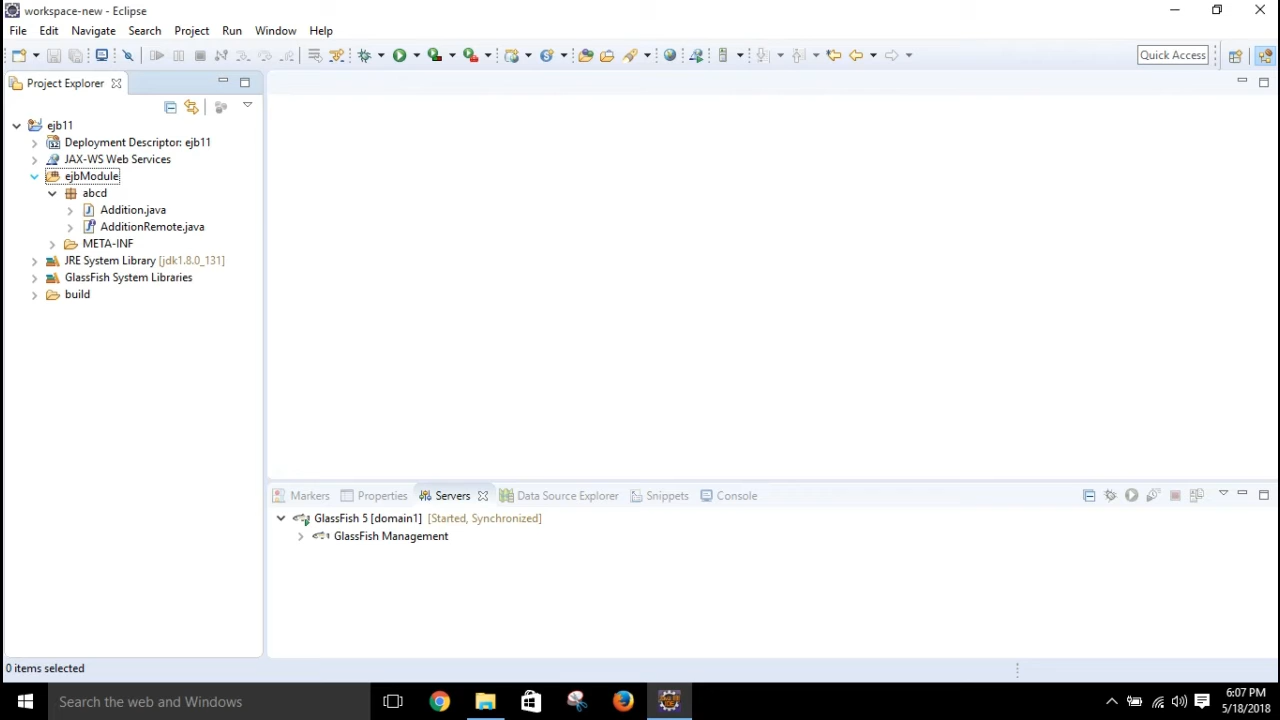 workspace-new - Eclipse
File Edit Navigate Search Project Run Window Help
Quick Access
Project Explorer
ejb11
Deployment Descriptor: ejb11
JAX-WS Web Services
ejbModule
abcd
Addition.java
AdditionRemote.java
META-INF
JRE System Library [jdk1.8.0_131]
GlassFish System Libraries
build
Markers Properties Servers Data Source Explorer Snippets Console
GlassFish 5 [domain1] [Started, Synchronized]
GlassFish Management
0 items selected
Search the web and Windows
6:07 PM
5/18/2018